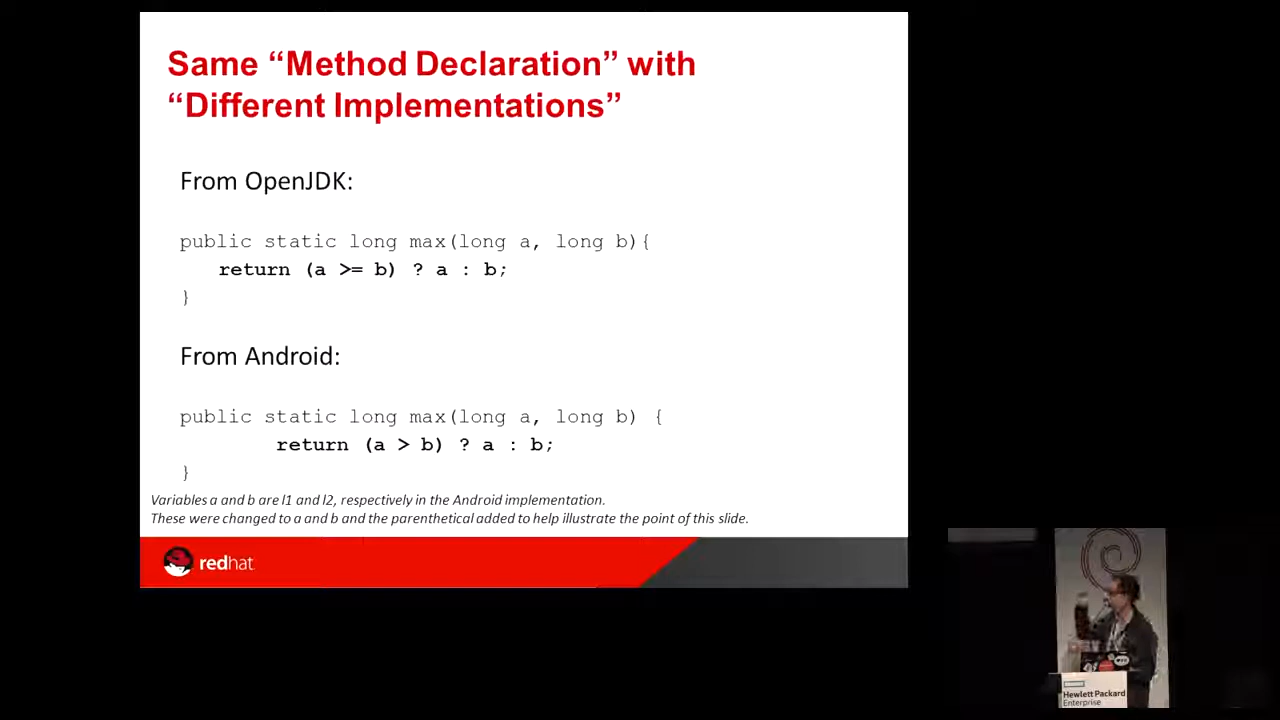 Same “Method Declaration” with
“Different Implementations”
From OpenJDK:
public static long max(long a, long b){
return (a >= b) ? a : b;
}
From Android:
public static long max(long a, long b) {
return (a > b) ? a : b;
}
Variables a and b are l1 and l2, respectively in the Android implementation.
These were changed to a and b and the parenthetical added to help illustrate the point of this slide.
redhat
Hewlett Packard
Enterprise